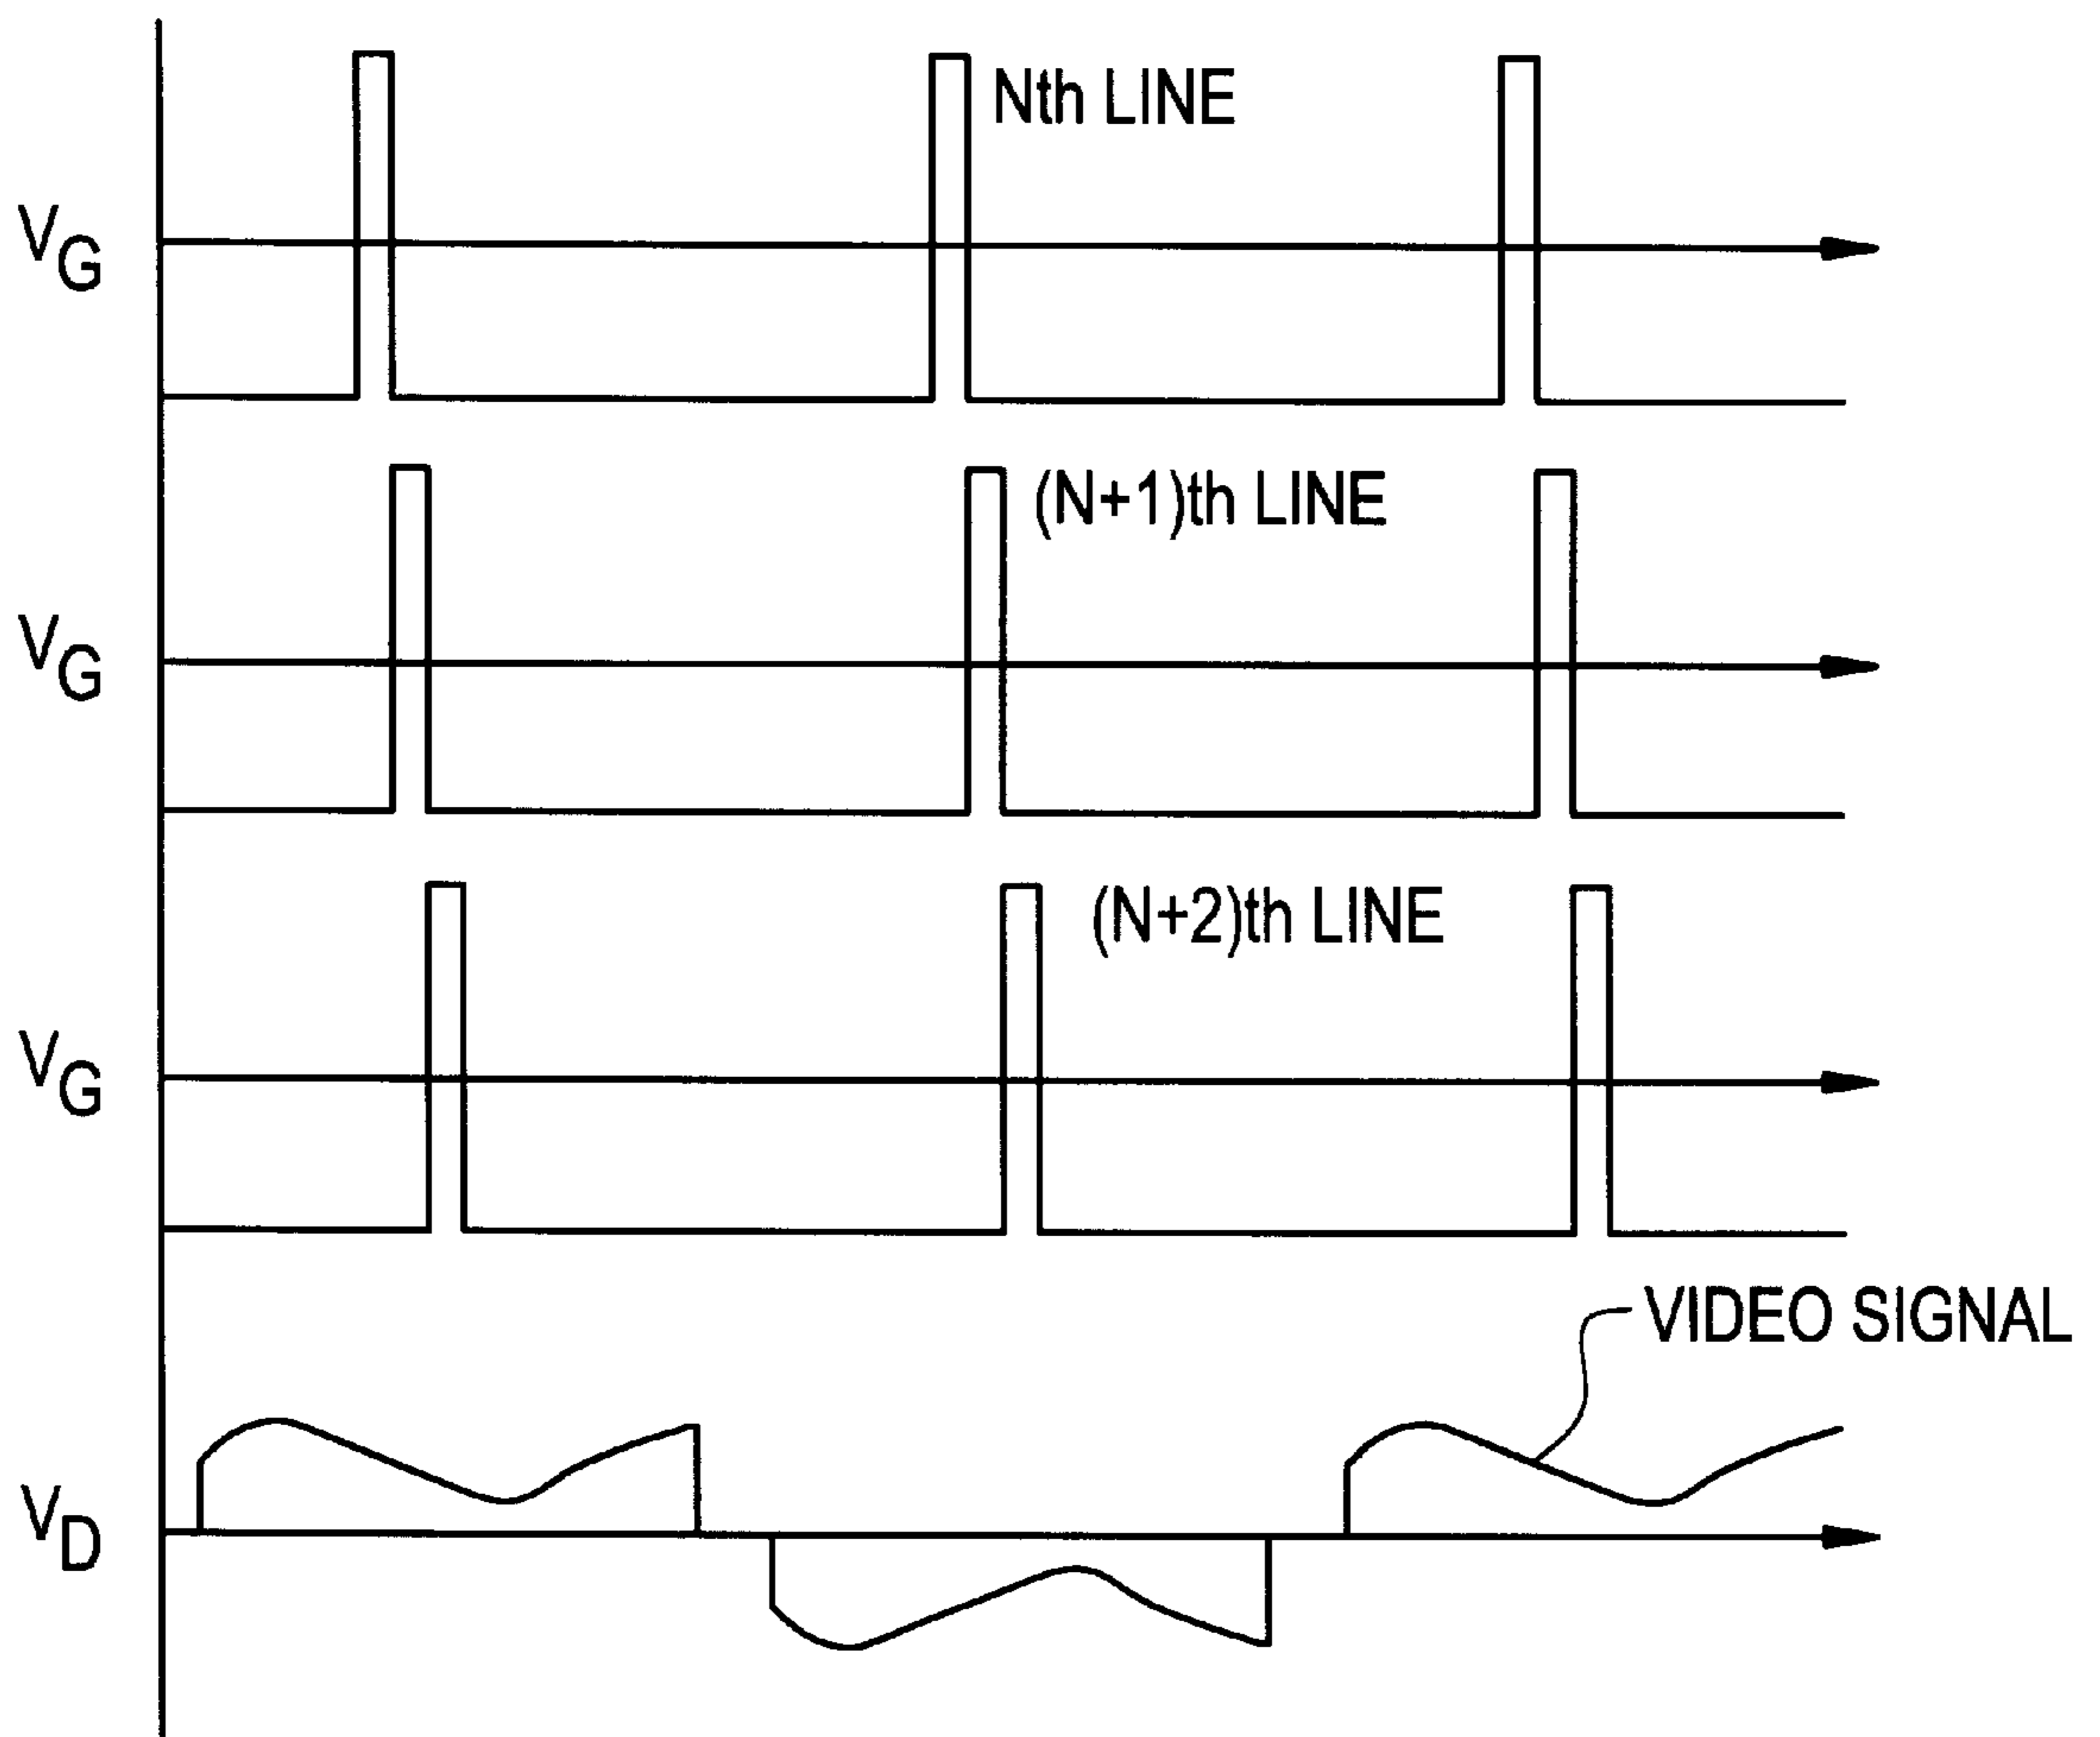 Nth LINE
VG
(N+1)th LINE
VG
(N+2)th LINE
VG
VIDEO SIGNAL
VD